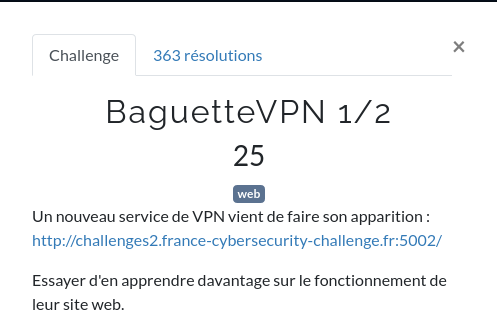 Challenge
363 résolutions
×
BaguetteVPN 1/2
25
web
Un nouveau service de VPN vient de faire son apparition :
http://challenges2.france-cybersecurity-challenge.fr:5002/
Essayer d'en apprendre davantage sur le fonctionnement de
leur site web.